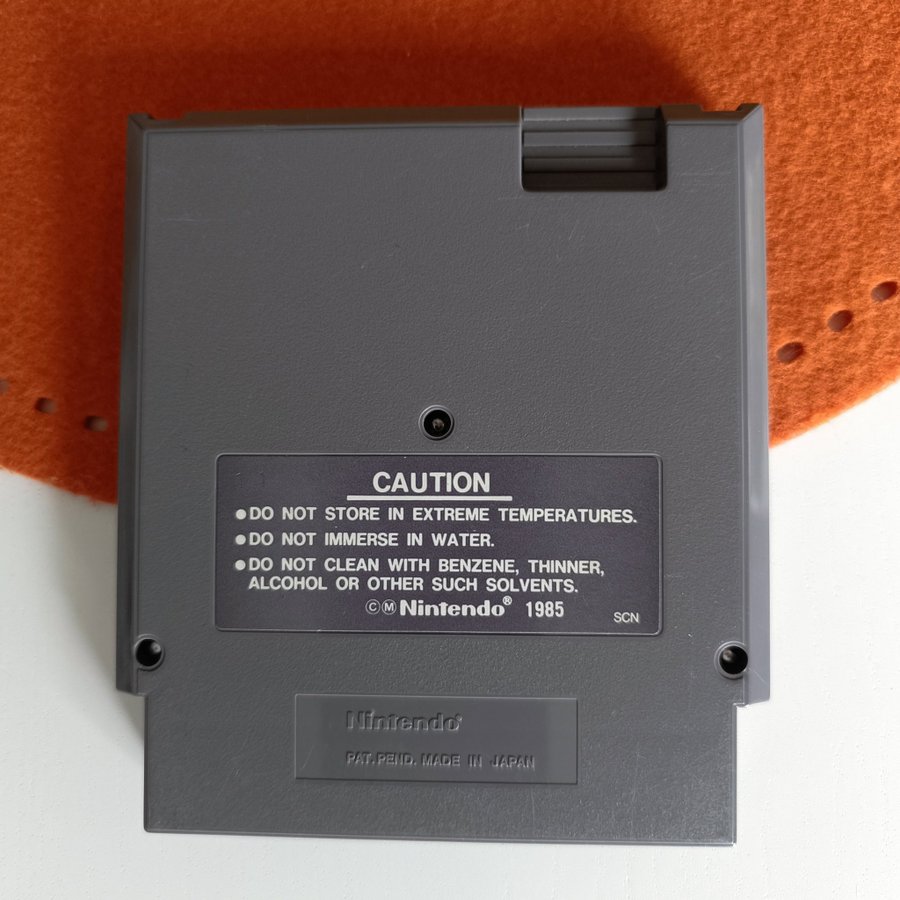 CAUTION
●DO NOT STORE IN EXTREME TEMPERATURES.
●DO NOT IMMERSE IN WATER.
●DO NOT CLEAN WITH BENZENE, THINNER,
ALCOHOL OR OTHER SUCH SOLVENTS.
ⒸⓂNintendo® 1985
SCN
Nintendo®
PAT. PEND. MADE IN JAPAN